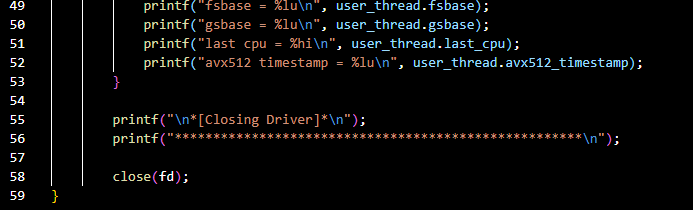 49 printf("fsbase = %lu\n", user_thread.fsbase);
50 printf("gsbase = %lu\n", user_thread.gsbase);
51 printf("last cpu = %hi\n", user_thread.last_cpu);
52 printf("avx512 timestamp = %lu\n", user_thread.avx512_timestamp);
53 }
54
55 printf("\n*[Closing Driver]*\n");
56 printf("*****************************************************\n");
57
58 close(fd);
59 }